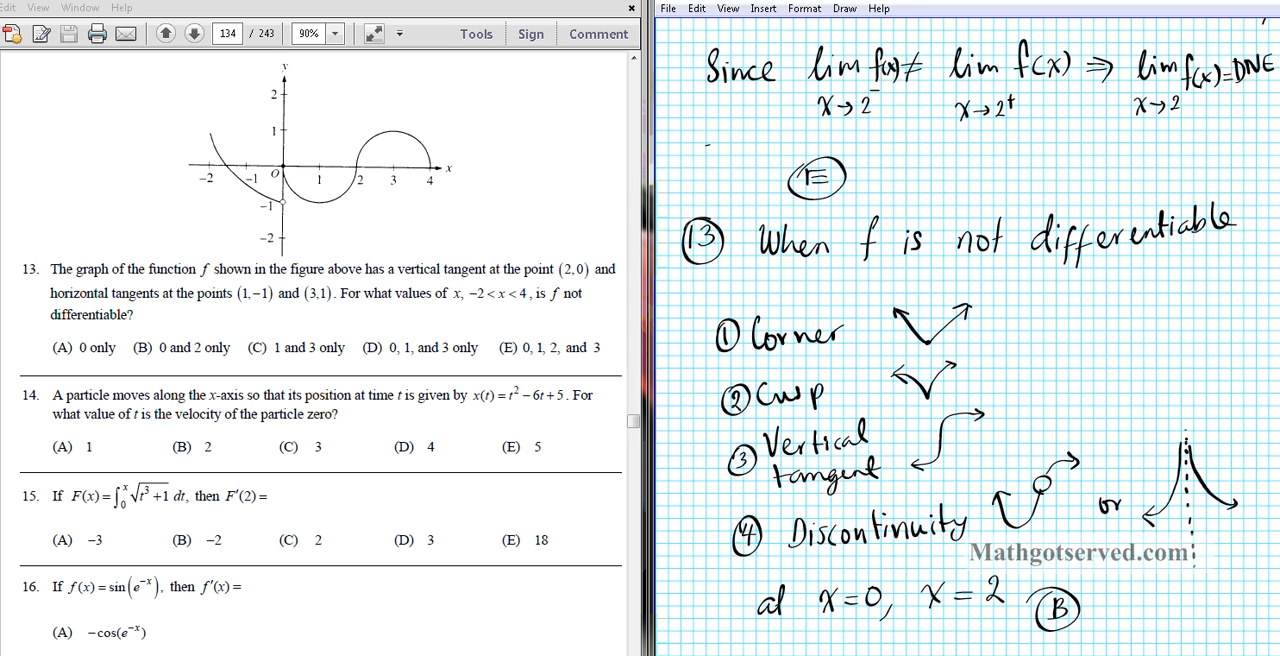 Edit View Window Help
134 / 243 90% Tools Sign Comment
y
2
1
-2 -1 O 1 2 3 4 x
-1
-2
13. The graph of the function f shown in the figure above has a vertical tangent at the point (2,0) and
horizontal tangents at the points (1,−1) and (3,1). For what values of x, −2 < x < 4, is f not
differentiable?
(A) 0 only (B) 0 and 2 only (C) 1 and 3 only (D) 0, 1, and 3 only (E) 0, 1, 2, and 3
14. A particle moves along the x-axis so that its position at time t is given by x(t) = t² − 6t + 5. For
what value of t is the velocity of the particle zero?
(A) 1 (B) 2 (C) 3 (D) 4 (E) 5
15. If F(x) = ∫₀ˣ √(t³ + 1) dt, then F′(2) =
(A) −3 (B) −2 (C) 2 (D) 3 (E) 18
16. If f(x) = sin(e⁻ˣ), then f′(x) =
(A) −cos(e⁻ˣ)
File Edit View Insert Format Draw Help
Since lim f(x) ≠ lim f(x) ⇒ lim f(x) = DNE
x→2⁻ x→2⁺ x→2
E
13 When f is not differentiable
1 Corner
2 Cusp
3 Vertical
tangent
or
4 Discontinuity
Mathgotserved.com
at x=0, x=2 B